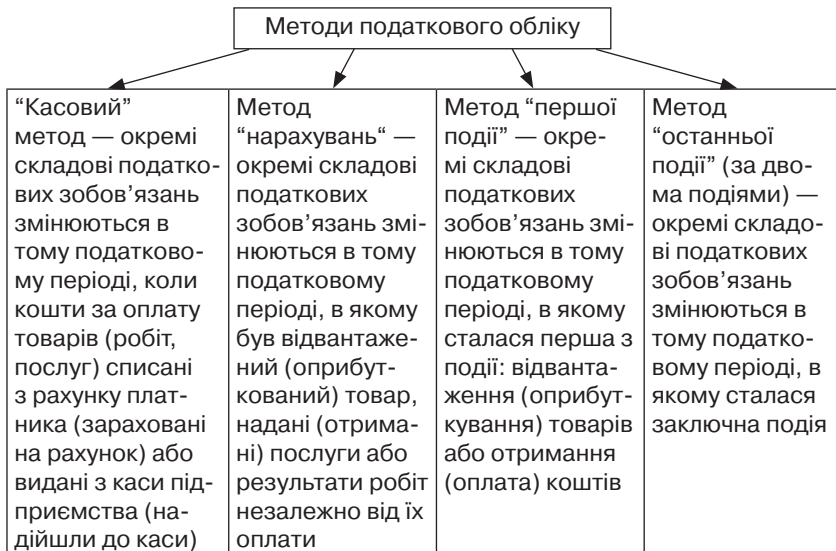 Методи податкового обліку
“Касовий”
метод — окремі
складові податко-
вих зобов’язань
змінюються в
тому податково-
му періоді, коли
кошти за оплату
товарів (робіт,
послуг) списані
з рахунку плат-
ника (зараховані
на рахунок) або
видані з каси під-
приємства (на-
дійшли до каси)
Метод
“нарахувань“ —
окремі складові
податкових
зобов’язань змі-
нюються в тому
податковому
періоді, в якому
був відвантаже-
ний (оприбут-
кований) товар,
надані (отрима-
ні) послуги або
результати робіт
незалежно від їх
оплати
Метод “першої
події” — окре-
мі складові
податкових
зобов’язань змі-
нюються в тому
податковому
періоді, в якому
сталася перша з
події: відванта-
ження (оприбут-
кування) товарів
або отримання
(оплата) коштів
Метод
“останньої
події” (за дво-
ма подіями) —
окремі складо-
ві податкових
зобов’язань
змінюються в
тому податко-
вому періоді, в
якому сталася
заключна подія